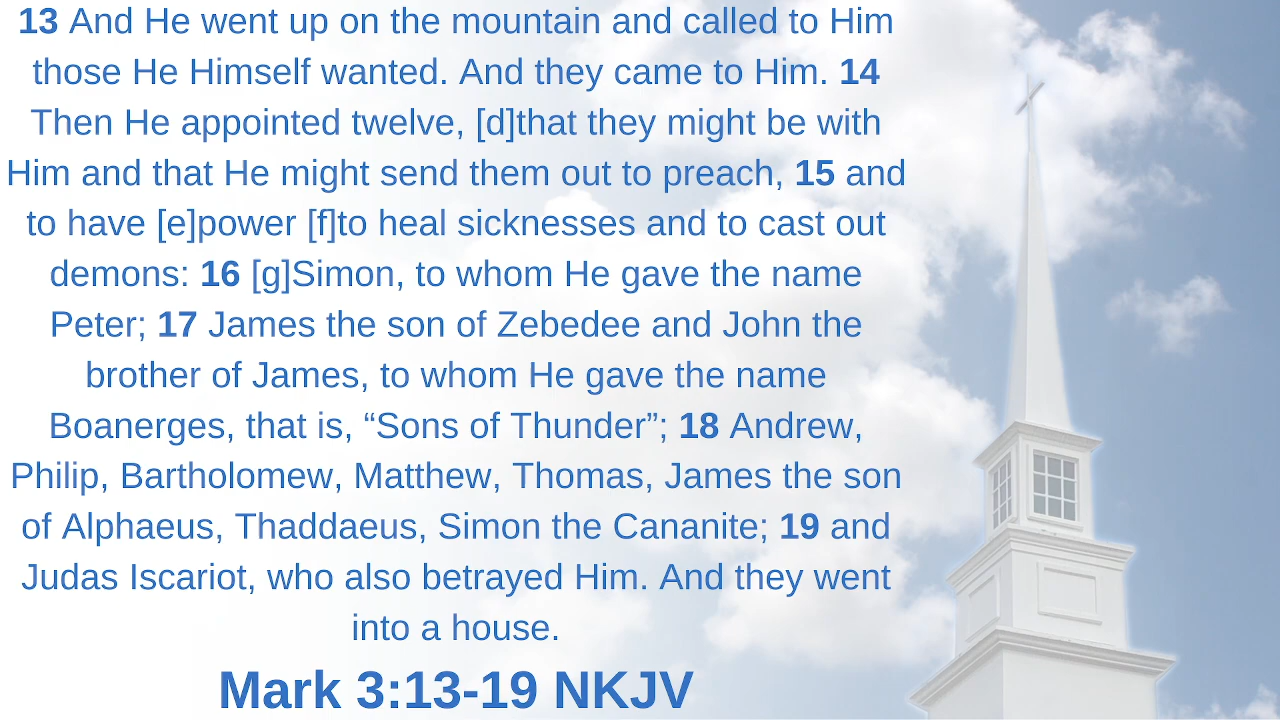 13 And He went up on the mountain and called to Him
those He Himself wanted. And they came to Him. 14
Then He appointed twelve, [d]that they might be with
Him and that He might send them out to preach, 15 and
to have [e]power [f]to heal sicknesses and to cast out
demons: 16 [g]Simon, to whom He gave the name
Peter; 17 James the son of Zebedee and John the
brother of James, to whom He gave the name
Boanerges, that is, “Sons of Thunder”; 18 Andrew,
Philip, Bartholomew, Matthew, Thomas, James the son
of Alphaeus, Thaddaeus, Simon the Cananite; 19 and
Judas Iscariot, who also betrayed Him. And they went
into a house.
Mark 3:13-19 NKJV